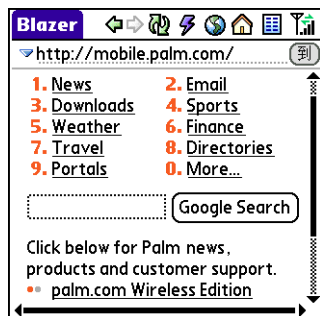 Blazer
http://mobile.palm.com/ 到
1. News 2. Email
3. Downloads 4. Sports
5. Weather 6. Finance
7. Travel 8. Directories
9. Portals 0. More...
Google Search
Click below for Palm news,
products and customer support.
palm.com Wireless Edition